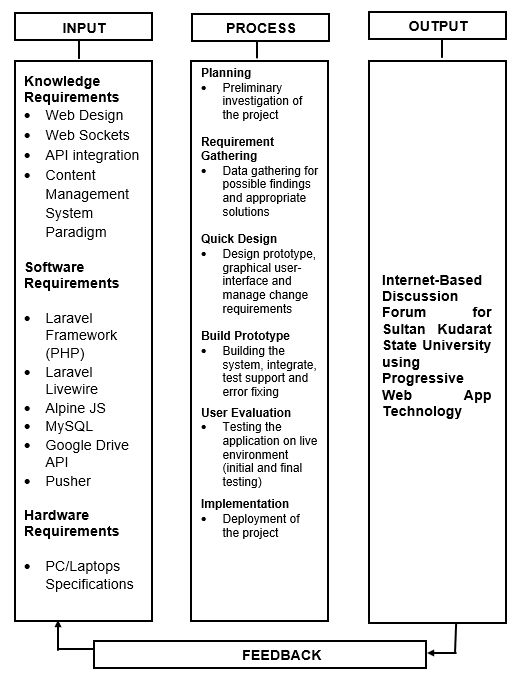 INPUT
Knowledge
Requirements
• Web Design
• Web Sockets
• API integration
• Content
Management
System
Paradigm
Software
Requirements
• Laravel
Framework
(PHP)
• Laravel
Livewire
• Alpine JS
• MySQL
• Google Drive
API
• Pusher
Hardware
Requirements
• PC/Laptops
Specifications
PROCESS
Planning
• Preliminary
investigation of
the project
Requirement
Gathering
• Data gathering for
possible findings
and appropriate
solutions
Quick Design
• Design prototype,
graphical user-
interface and
manage change
requirements
Build Prototype
• Building the
system, integrate,
test support and
error fixing
User Evaluation
• Testing the
application on live
environment
(initial and final
testing)
Implementation
• Deployment of
the project
OUTPUT
Internet-Based
Discussion
Forum for
Sultan Kudarat
State University
using
Progressive
Web App
Technology
FEEDBACK